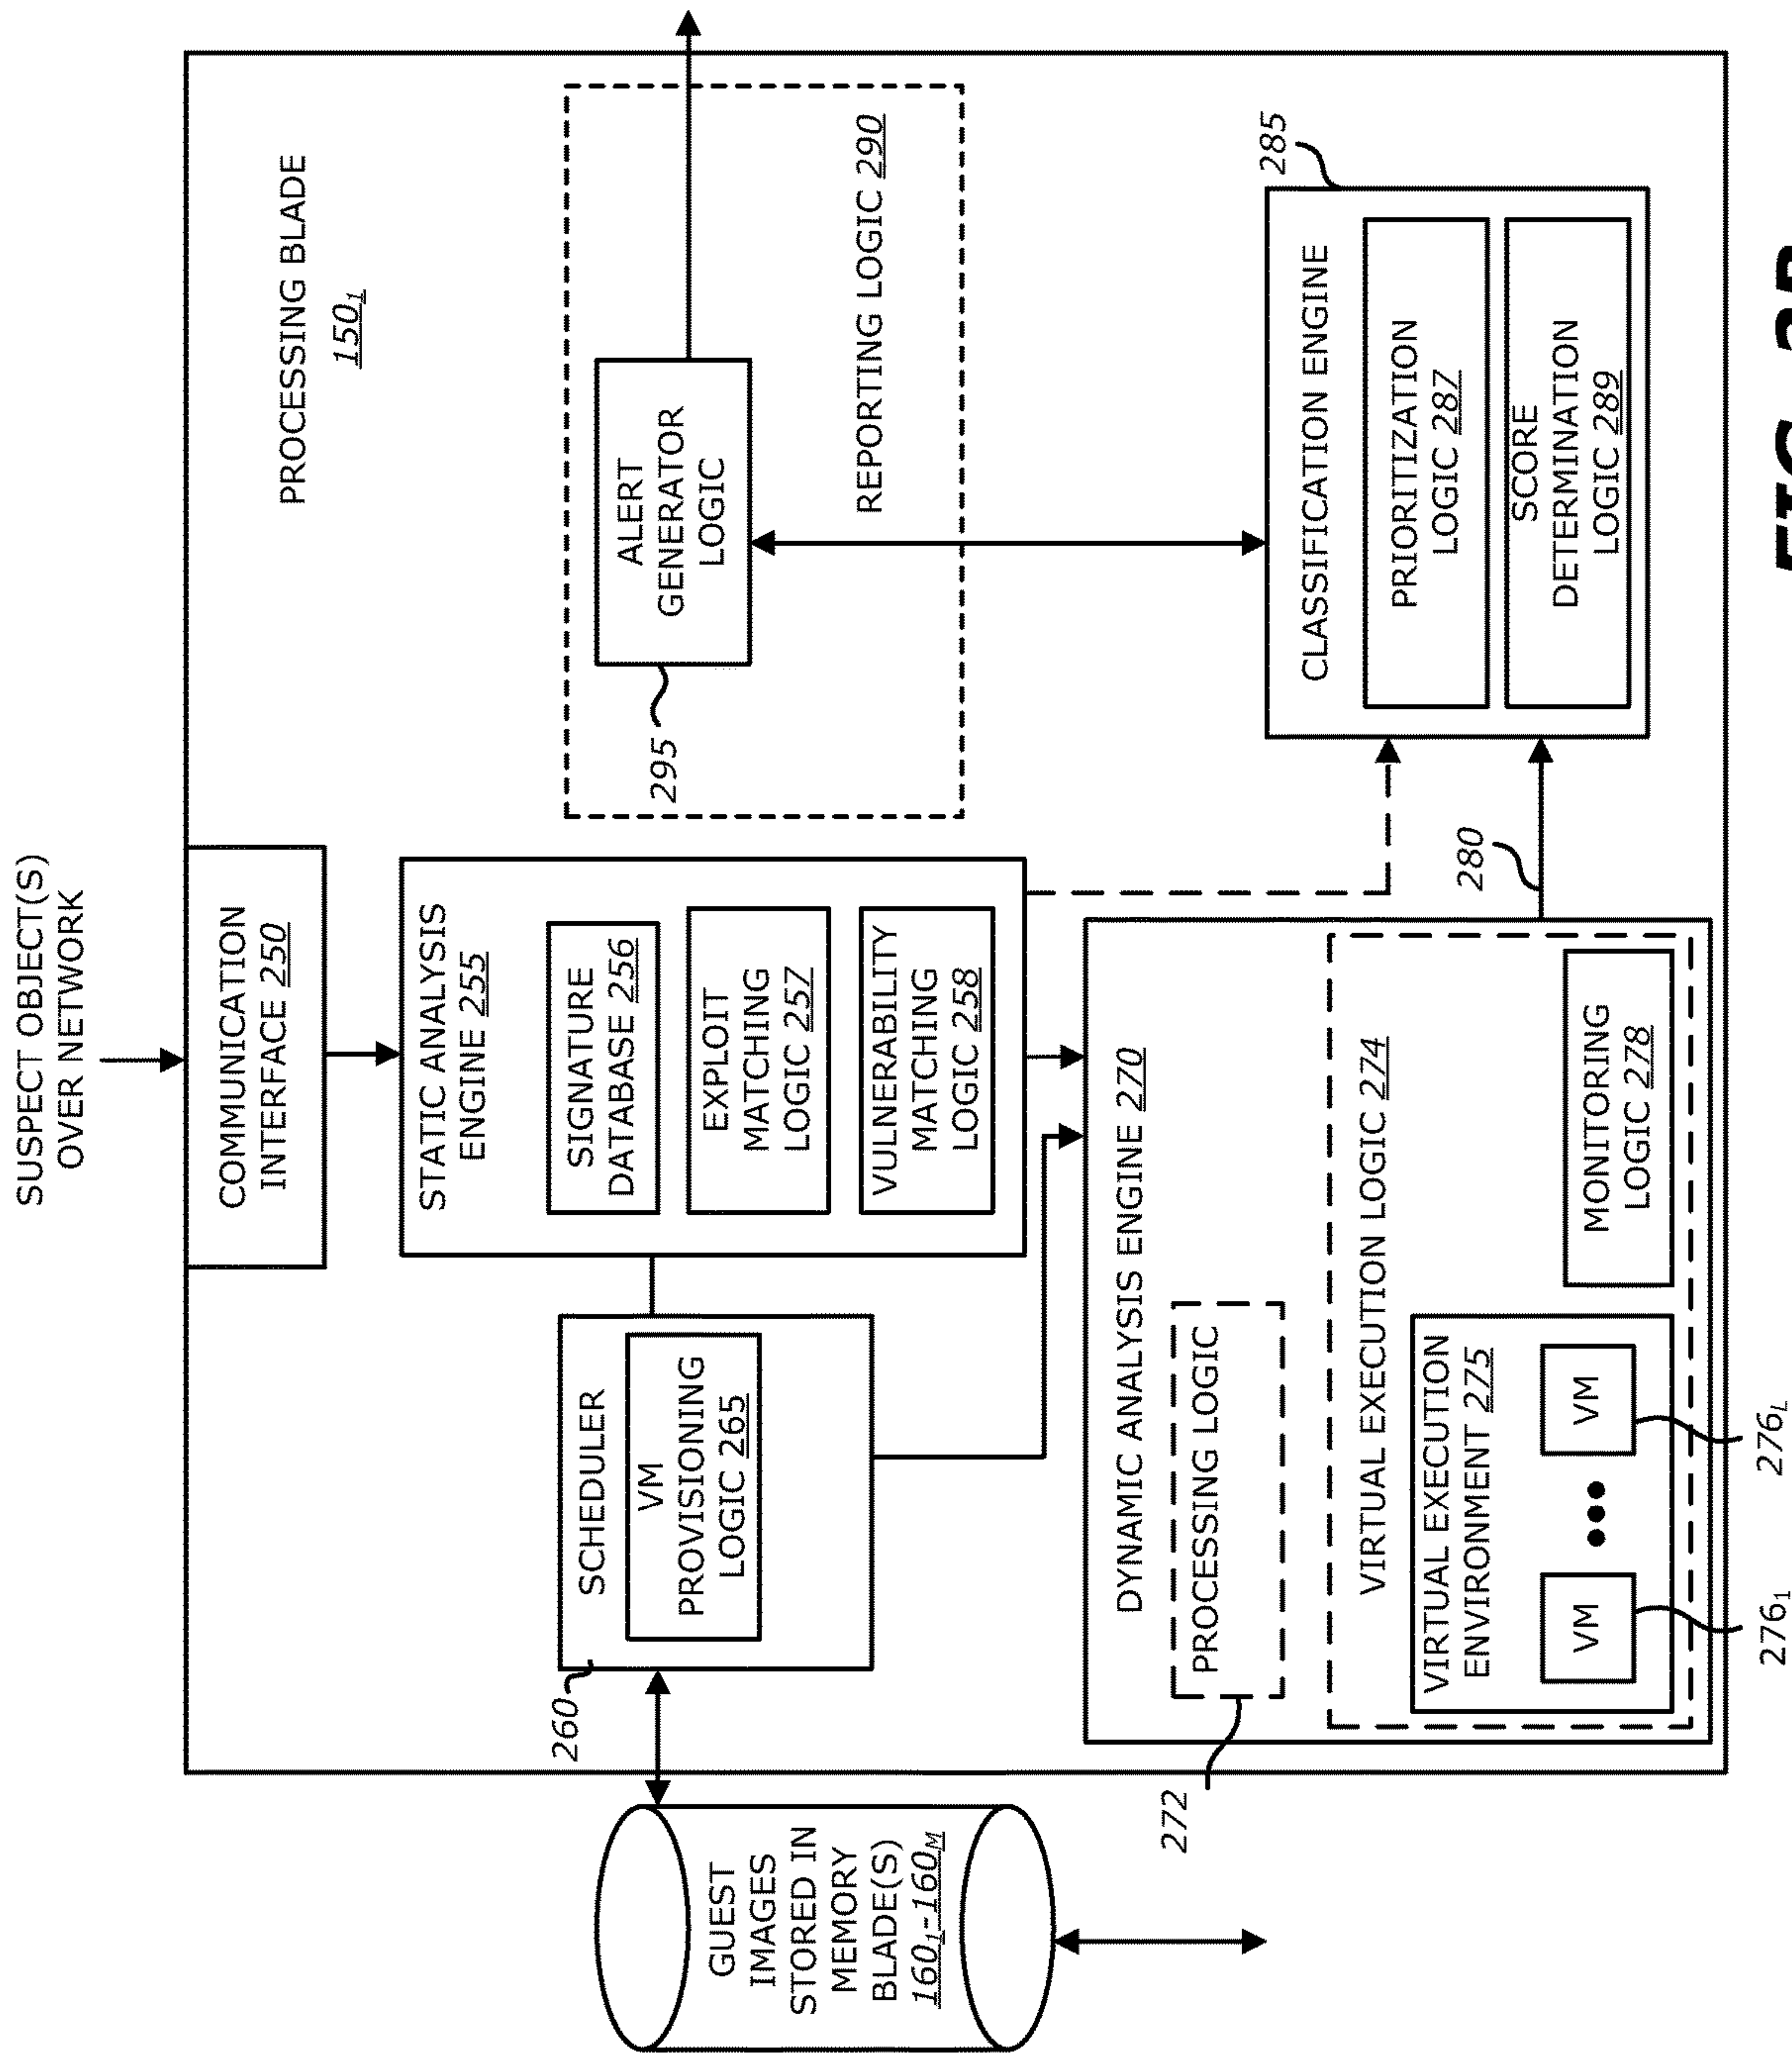 SUSPECT OBJECT(S)
OVER NETWORK
COMMUNICATION
INTERFACE 250
PROCESSING BLADE
150₁
STATIC ANALYSIS
ENGINE 255
SIGNATURE
DATABASE 256
EXPLOIT
MATCHING
LOGIC 257
VULNERABILITY
MATCHING
LOGIC 258
260
SCHEDULER
VM
PROVISIONING
LOGIC 265
GUEST
IMAGES
STORED IN
MEMORY
BLADE(S)
160₁-160M
295
ALERT
GENERATOR
LOGIC
REPORTING LOGIC 290
DYNAMIC ANALYSIS ENGINE 270
272
PROCESSING LOGIC
VIRTUAL EXECUTION LOGIC 274
VIRTUAL EXECUTION
ENVIRONMENT 275
VM
VM
276₁
276L
MONITORING
LOGIC 278
280
285
CLASSIFICATION ENGINE
PRIORITIZATION
LOGIC 287
SCORE
DETERMINATION
LOGIC 289